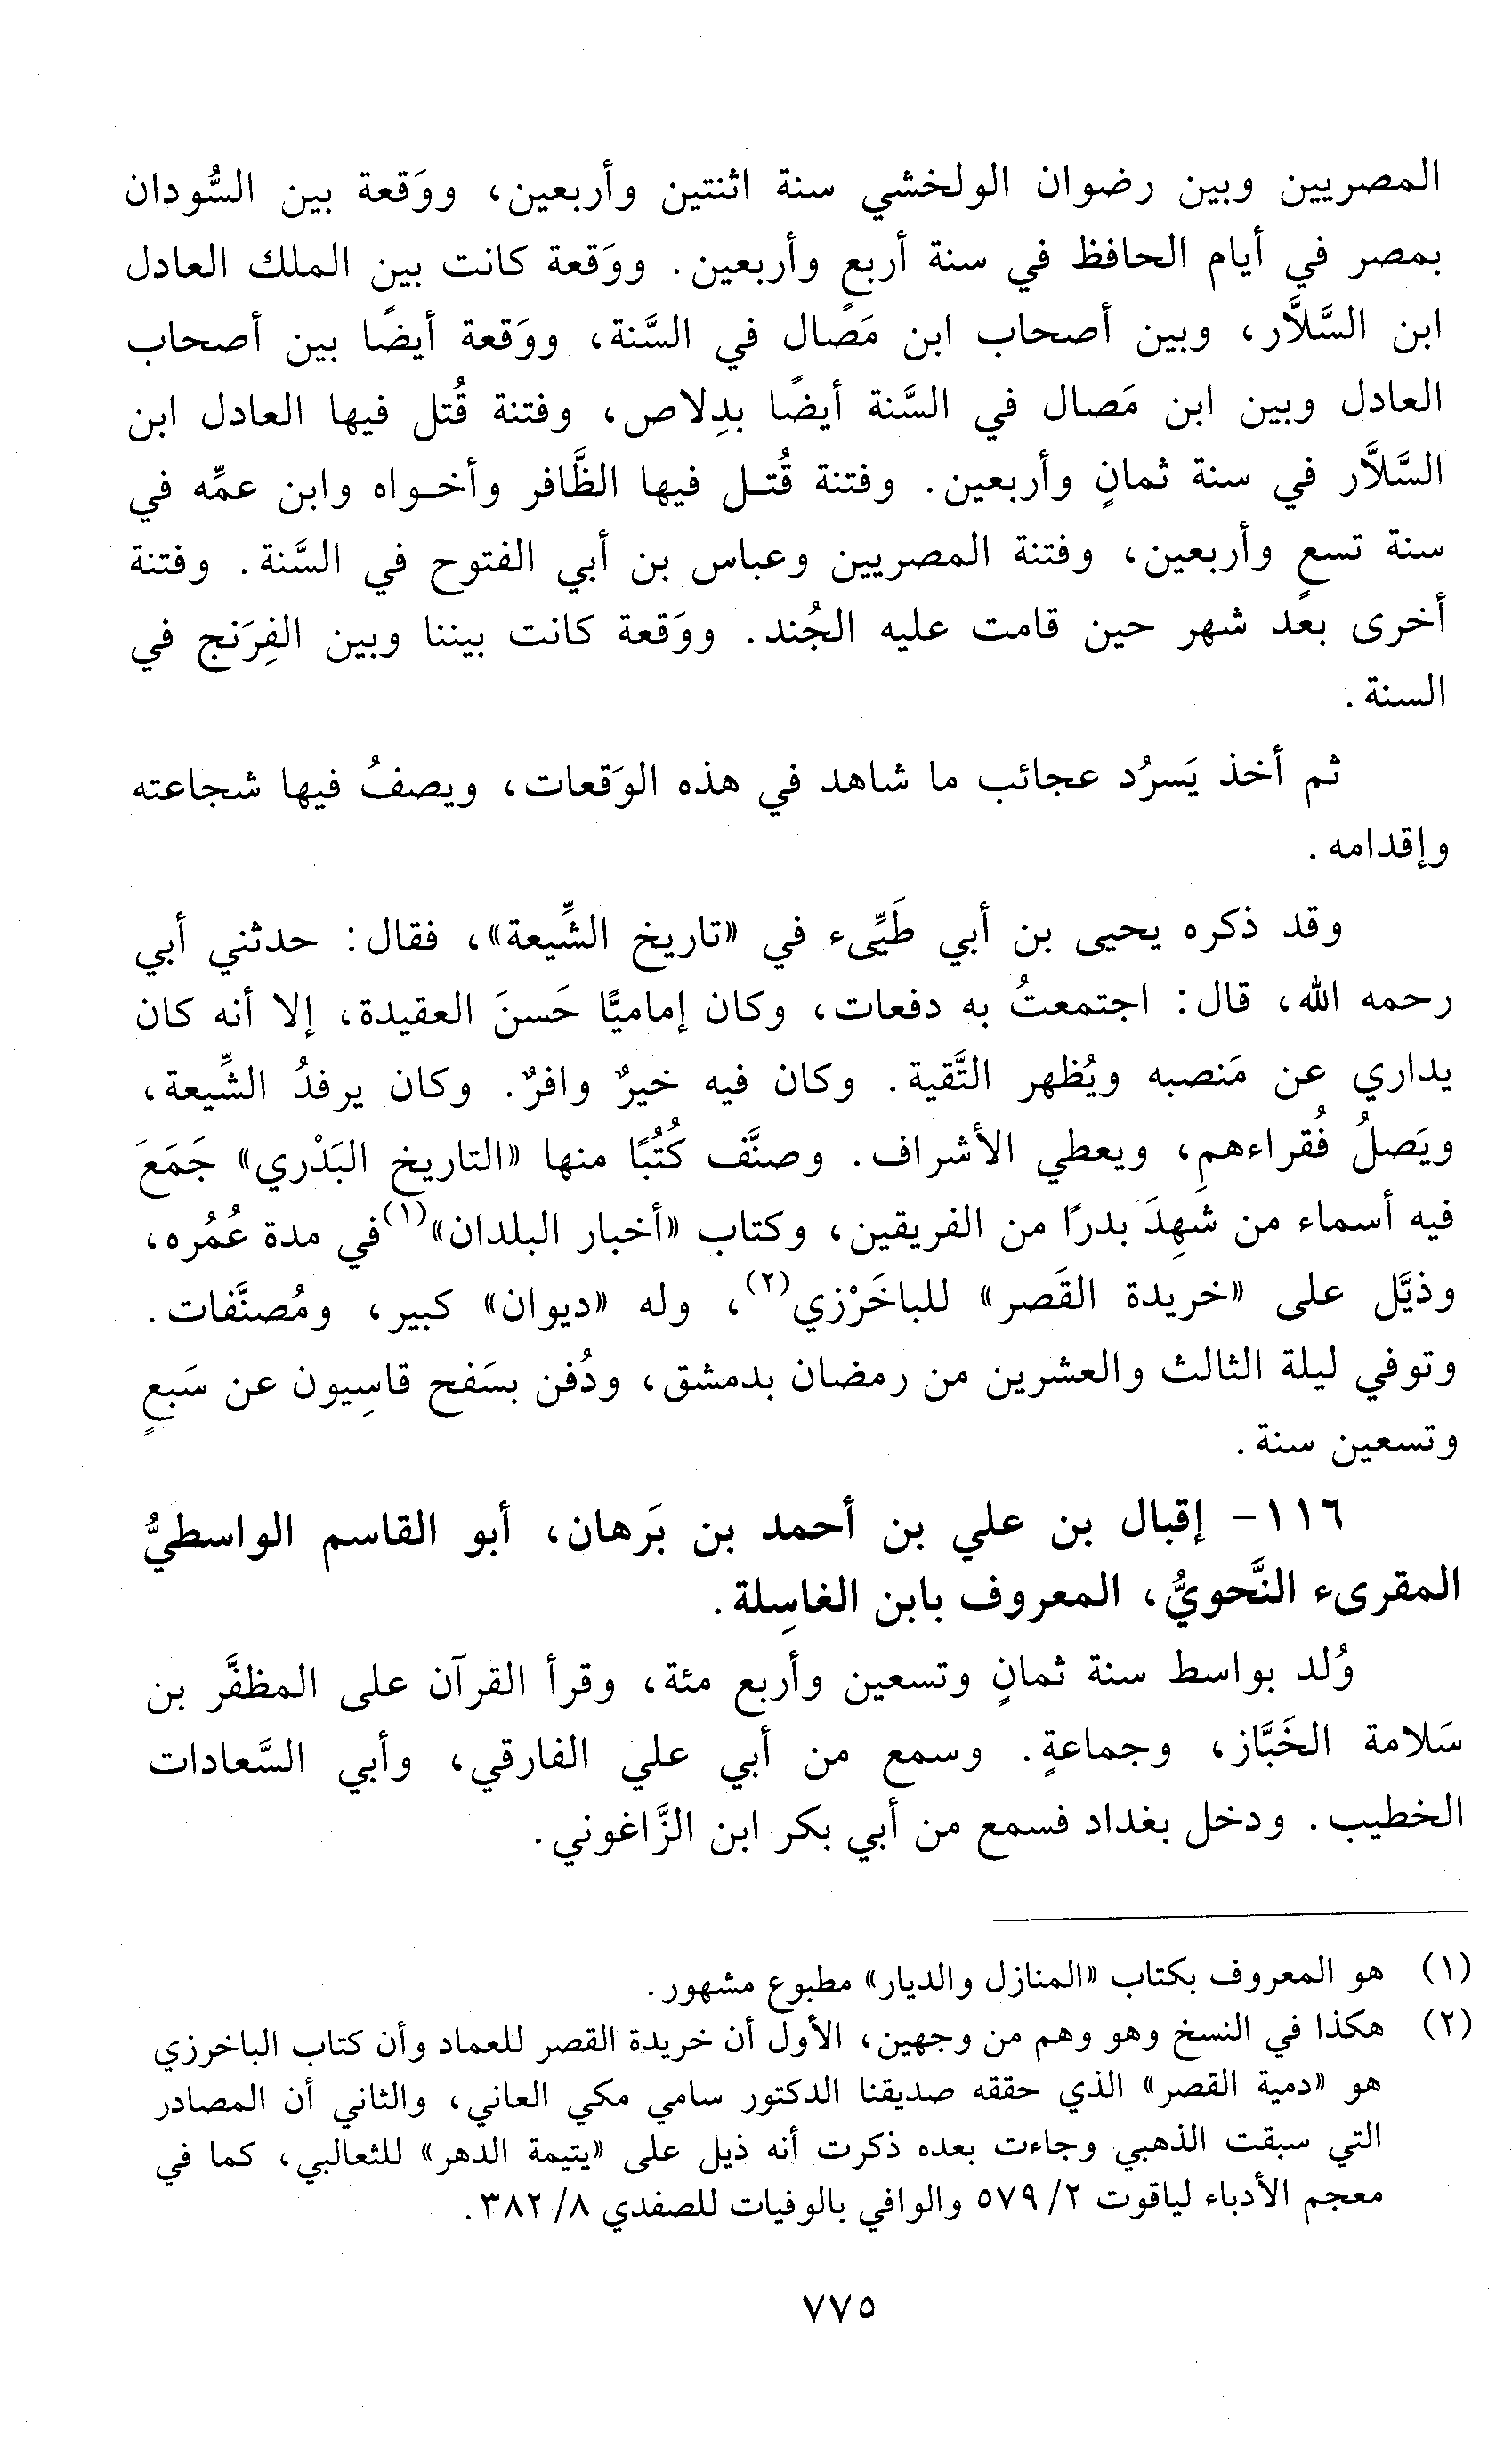 المصريين وبين رضوان الولخشي سنة اثنتين وأربعين، ووَقعة بين السُّودان
بمصر في أيام الحافظ في سنة أربعٍ وأربعين. ووَقعة كانت بين الملك العادل
ابن السَّلاَّر، وبين أصحاب ابن مَصَال في السَّنة، ووَقعة أيضًا بين أصحاب
العادل وبين ابن مَصال في السَّنة أيضًا بدِلاص، وفتنة قُتل فيها العادل ابن
السَّلاَّر في سنة ثمانٍ وأربعين. وفتنة قُتـل فيها الظَّافر وأخـواه وابن عمِّه في
سنة تسعٍ وأربعين، وفتنة المصريين وعباس بن أبي الفتوح في السَّنة. وفتنة
أخرى بعد شهر حين قامت عليه الجُند. ووَقعة كانت بيننا وبين الفِرَنج في
السنة.
ثم أخذ يَسرُد عجائب ما شاهد في هذه الوَقعات، ويصفُ فيها شجاعته
وإقدامه.
وقد ذكره يحيى بن أبي طَيِّىء في «تاريخ الشِّيعة»، فقال: حدثني أبي
رحمه الله، قال: اجتمعتُ به دفعات، وكان إماميًّا حَسنَ العقيدة، إلا أنه كان
يداري عن مَنصبه ويُظهر التَّقية. وكان فيه خيرٌ وافرٌ. وكان يرفدُ الشِّيعة،
ويَصلُ فُقراءهم، ويعطي الأشراف. وصنَّف كُتُبًا منها «التاريخ البَدْري» جَمَعَ
فيه أسماء من شَهِدَ بدرًا من الفريقين، وكتاب «أخبار البلدان»(١) في مدة عُمُره،
وذيَّل على «خريدة القَصر» للباخَرْزي(٢)، وله «ديوان» كبير، ومُصنَّفات.
وتوفي ليلة الثالث والعشرين من رمضان بدمشق، ودُفن بسَفح قاسِيون عن سَبعٍ
وتسعين سنة.
١١٦- إقبال بن علي بن أحمد بن بَرهان، أبو القاسم الواسطيُّ
المقرىء النَّحويُّ، المعروف بابن الغاسِلة.
وُلد بواسط سنة ثمانٍ وتسعين وأربع مئة، وقرأ القرآن على المظفَّر بن
سَلامة الخَبَّاز، وجماعةٍ. وسمع من أبي علي الفارقي، وأبي السَّعادات
الخطيب. ودخل بغداد فسمع من أبي بكر ابن الزَّاغوني.
(١) هو المعروف بكتاب «المنازل والديار» مطبوع مشهور.
(٢) هكذا في النسخ وهو وهم من وجهين، الأول أن خريدة القصر للعماد وأن كتاب الباخرزي
هو «دمية القصر» الذي حققه صديقنا الدكتور سامي مكي العاني، والثاني أن المصادر
التي سبقت الذهبي وجاءت بعده ذكرت أنه ذيل على «يتيمة الدهر» للثعالبي، كما في
معجم الأدباء لياقوت ٢/ ٥٧٩ والوافي بالوفيات للصفدي ٨/ ٣٨٢.
٧٧٥